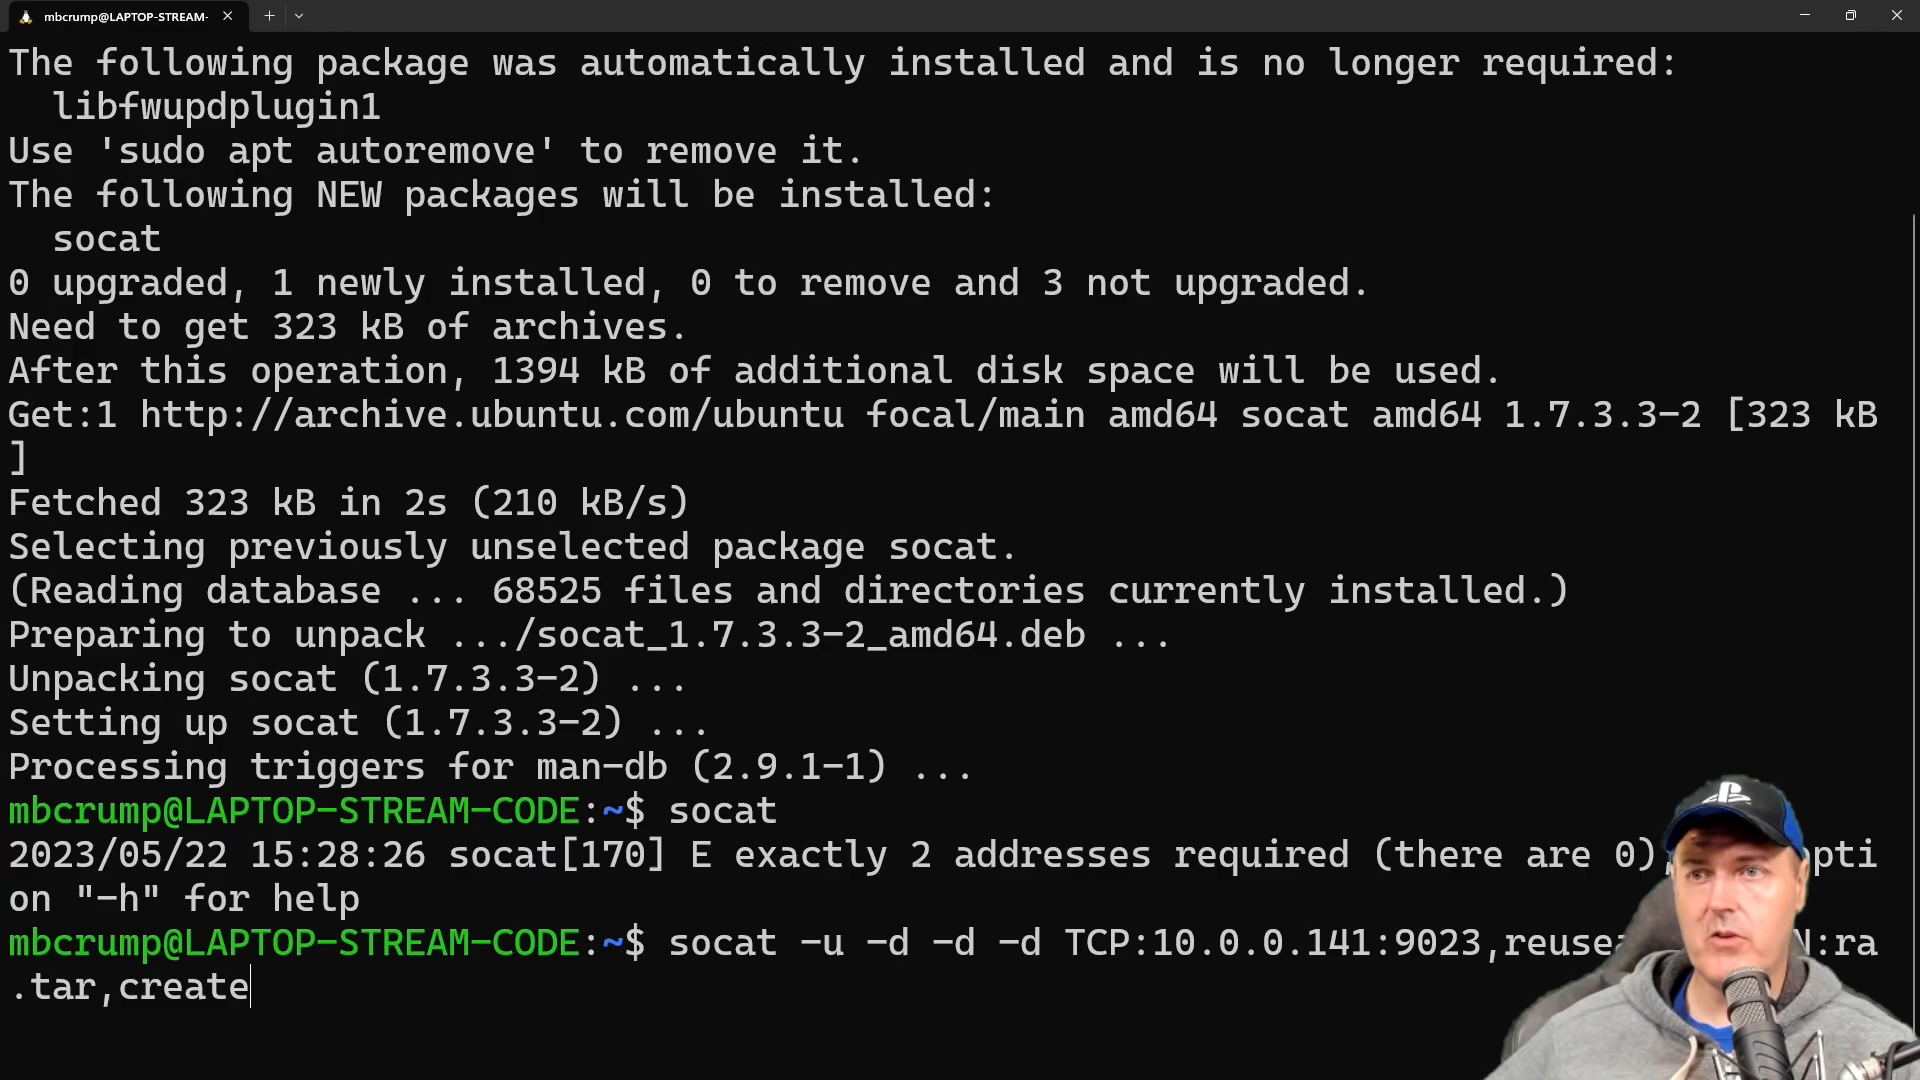 mbcrump@LAPTOP-STREAM-
The following package was automatically installed and is no longer required:
libfwupdplugin1
Use 'sudo apt autoremove' to remove it.
The following NEW packages will be installed:
socat
0 upgraded, 1 newly installed, 0 to remove and 3 not upgraded.
Need to get 323 kB of archives.
After this operation, 1394 kB of additional disk space will be used.
Get:1 http://archive.ubuntu.com/ubuntu focal/main amd64 socat amd64 1.7.3.3-2 [323 kB
]
Fetched 323 kB in 2s (210 kB/s)
Selecting previously unselected package socat.
(Reading database ... 68525 files and directories currently installed.)
Preparing to unpack .../socat_1.7.3.3-2_amd64.deb ...
Unpacking socat (1.7.3.3-2) ...
Setting up socat (1.7.3.3-2) ...
Processing triggers for man-db (2.9.1-1) ...
mbcrump@LAPTOP-STREAM-CODE:~$ socat
2023/05/22 15:28:26 socat[170] E exactly 2 addresses required (there are 0) pti
on "-h" for help
mbcrump@LAPTOP-STREAM-CODE:~$ socat -u -d -d -d TCP:10.0.0.141:9023,reuse :ra
.tar,create